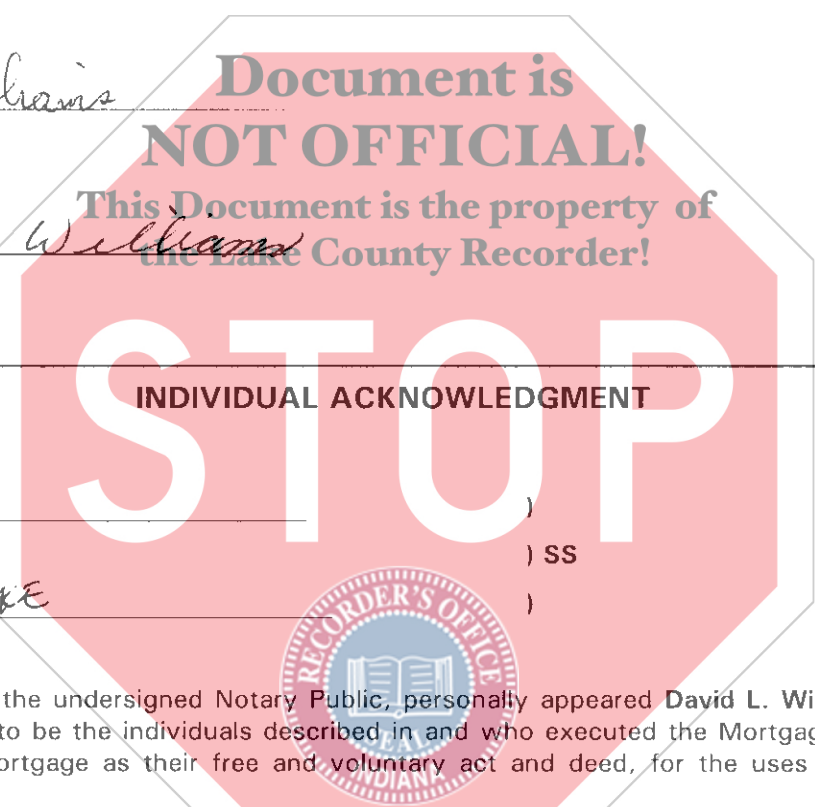 Document is
NOT OFFICIAL!
This Document is the property of
Williams
the Lake County Recorder!
STOP
INDIVIDUAL ACKNOWLEDGMENT
)
) SS
)
RECORDER'S OFFICE
SEAL
INDIANA
the undersigned Notary Public, personally appeared David L. Wi
to be the individuals described in and who executed the Mortgag
ortgage as their free and voluntary act and deed, for the uses